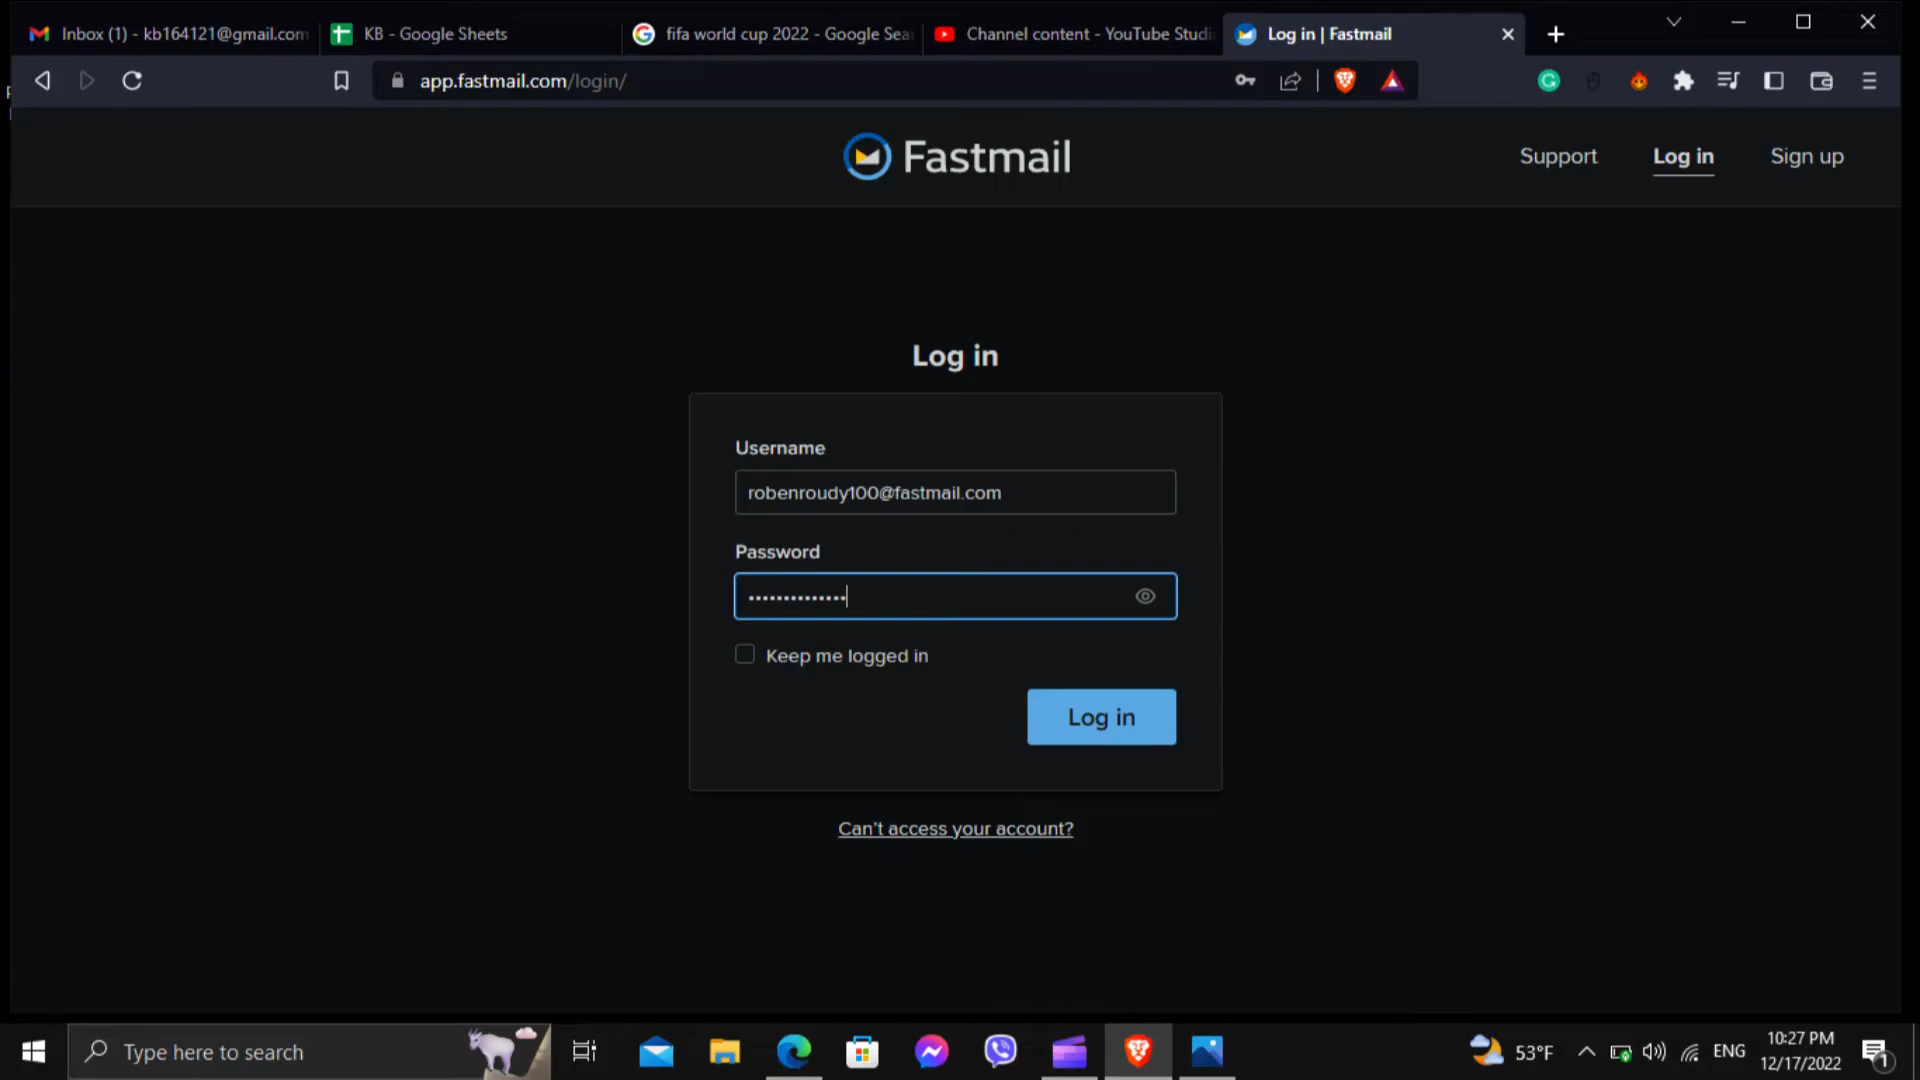 Inbox (1) - kb164121@gmail.com
KB - Google Sheets
fifa world cup 2022 - Google Sea
Channel content - YouTube Studi
Log in | Fastmail
app.fastmail.com/login/
Fastmail
Support
Log in
Sign up
Log in
Username
robenroudy100@fastmail.com
Password
••••••••••••••
Keep me logged in
Log in
Can't access your account?
Type here to search
53°F
ENG
10:27 PM
12/17/2022
1